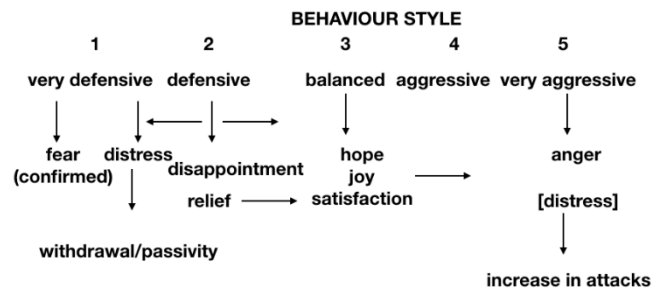 BEHAVIOUR STYLE
1 2 3 4 5
very defensive defensive balanced aggressive very aggressive
fear distress hope anger
(confirmed) disappointment joy
relief satisfaction [distress]
withdrawal/passivity
increase in attacks